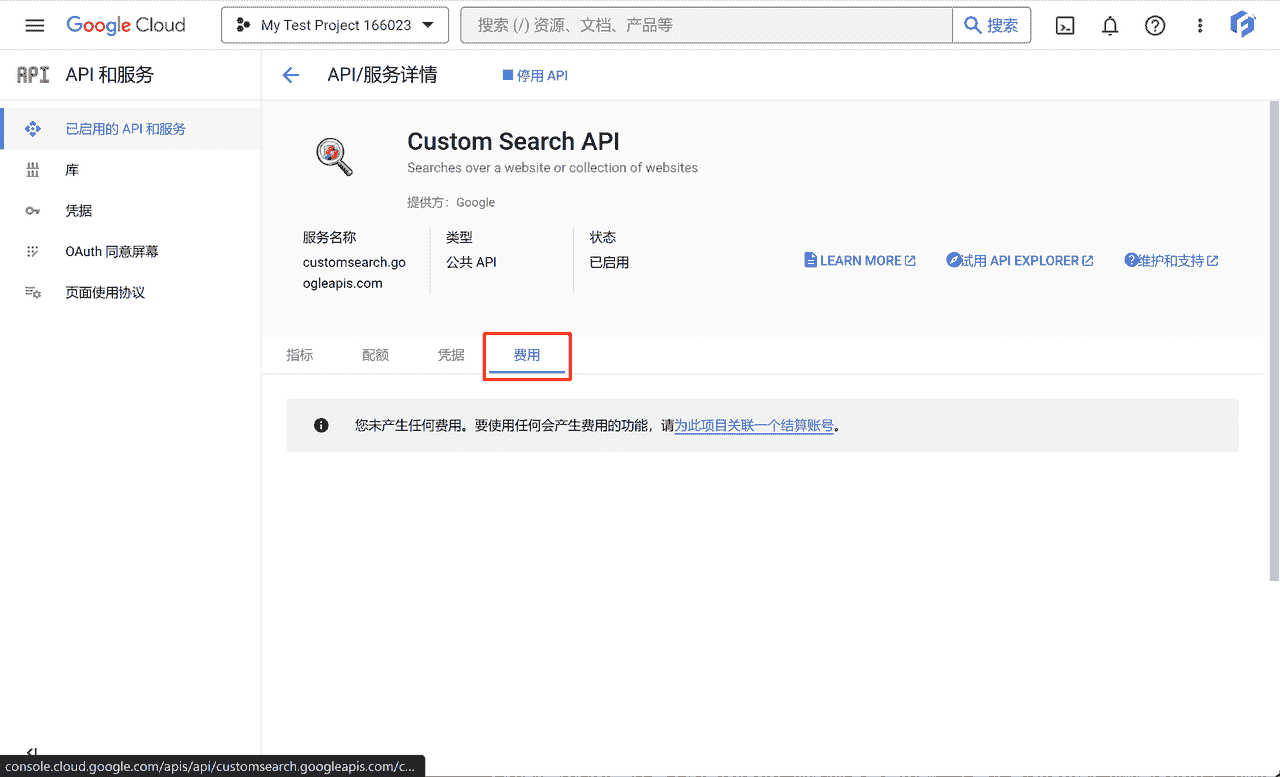 Google Cloud
My Test Project 166023
搜索 (/) 资源、文档、产品等
搜索
API
API 和服务
API/服务详情
停用 API
已启用的 API 和服务
库
凭据
OAuth 同意屏幕
页面使用协议
Custom Search API
Searches over a website or collection of websites
提供方: Google
服务名称
customsearch.go
ogleapis.com
类型
公共 API
状态
已启用
LEARN MORE
试用 API EXPLORER
维护和支持
指标
配额
凭据
费用
您未产生任何费用。要使用任何会产生费用的功能，请为此项目关联一个结算账号。
console.cloud.google.com/apis/api/customsearch.googleapis.com/c...